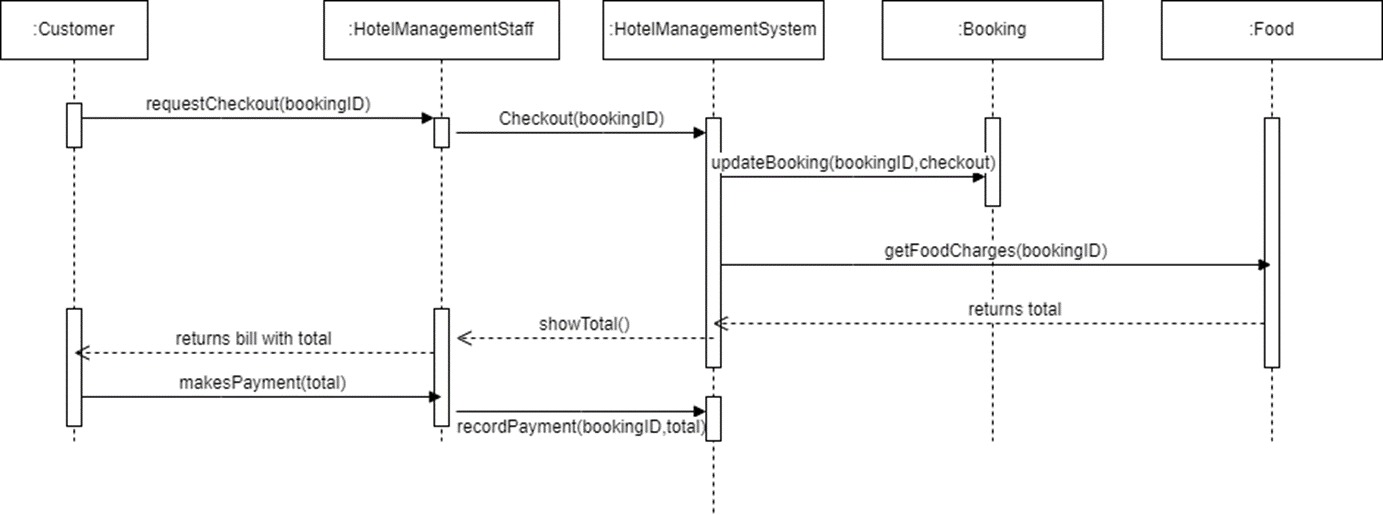 :Customer
:HotelManagementStaff
:HotelManagementSystem
:Booking
:Food
requestCheckout(bookingID)
Checkout(bookingID)
updateBooking(bookingID,checkout)
getFoodCharges(bookingID)
returns total
showTotal()
returns bill with total
makesPayment(total)
recordPayment(bookingID,total)